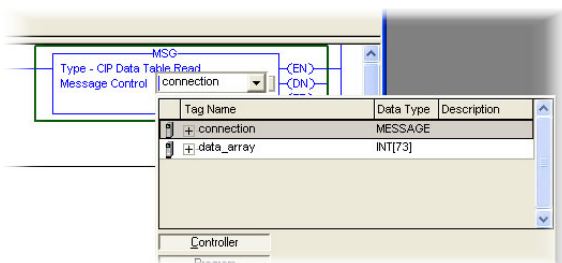 MSG
Type - CIP Data Table Read
Message Control connection
(EN)
(DN)
Tag Name Data Type Description
connection MESSAGE
data_array INT[73]
Controller
Program